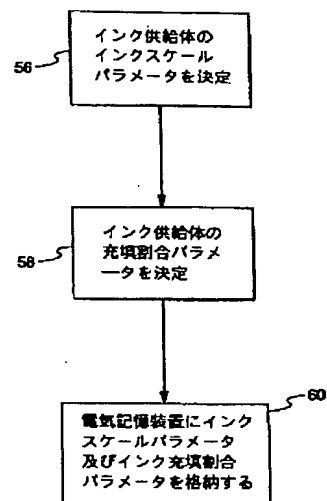 インク供給体の
インクスケール
パラメータを決定
56
インク供給体の
充填割合パラメ
ータを決定
58
60
電気記憶装置にインク
スケールパラメータ
及びインク充填割合
パラメータを格納する